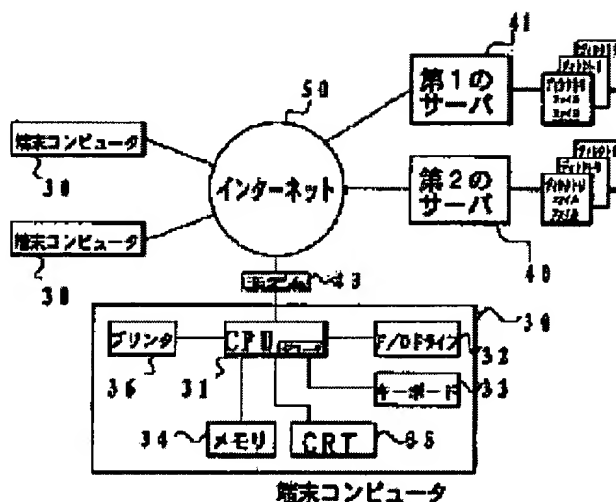 41
第1の
サーバ
50
端末コンピュータ
30
インターネット
第2の
サーバ
端末コンピュータ
30
40
43
30
プリンタ
CPU
F/Dドライブ
32
36
31
キーボード
33
34
メモリ
CRT
35
端末コンピュータ